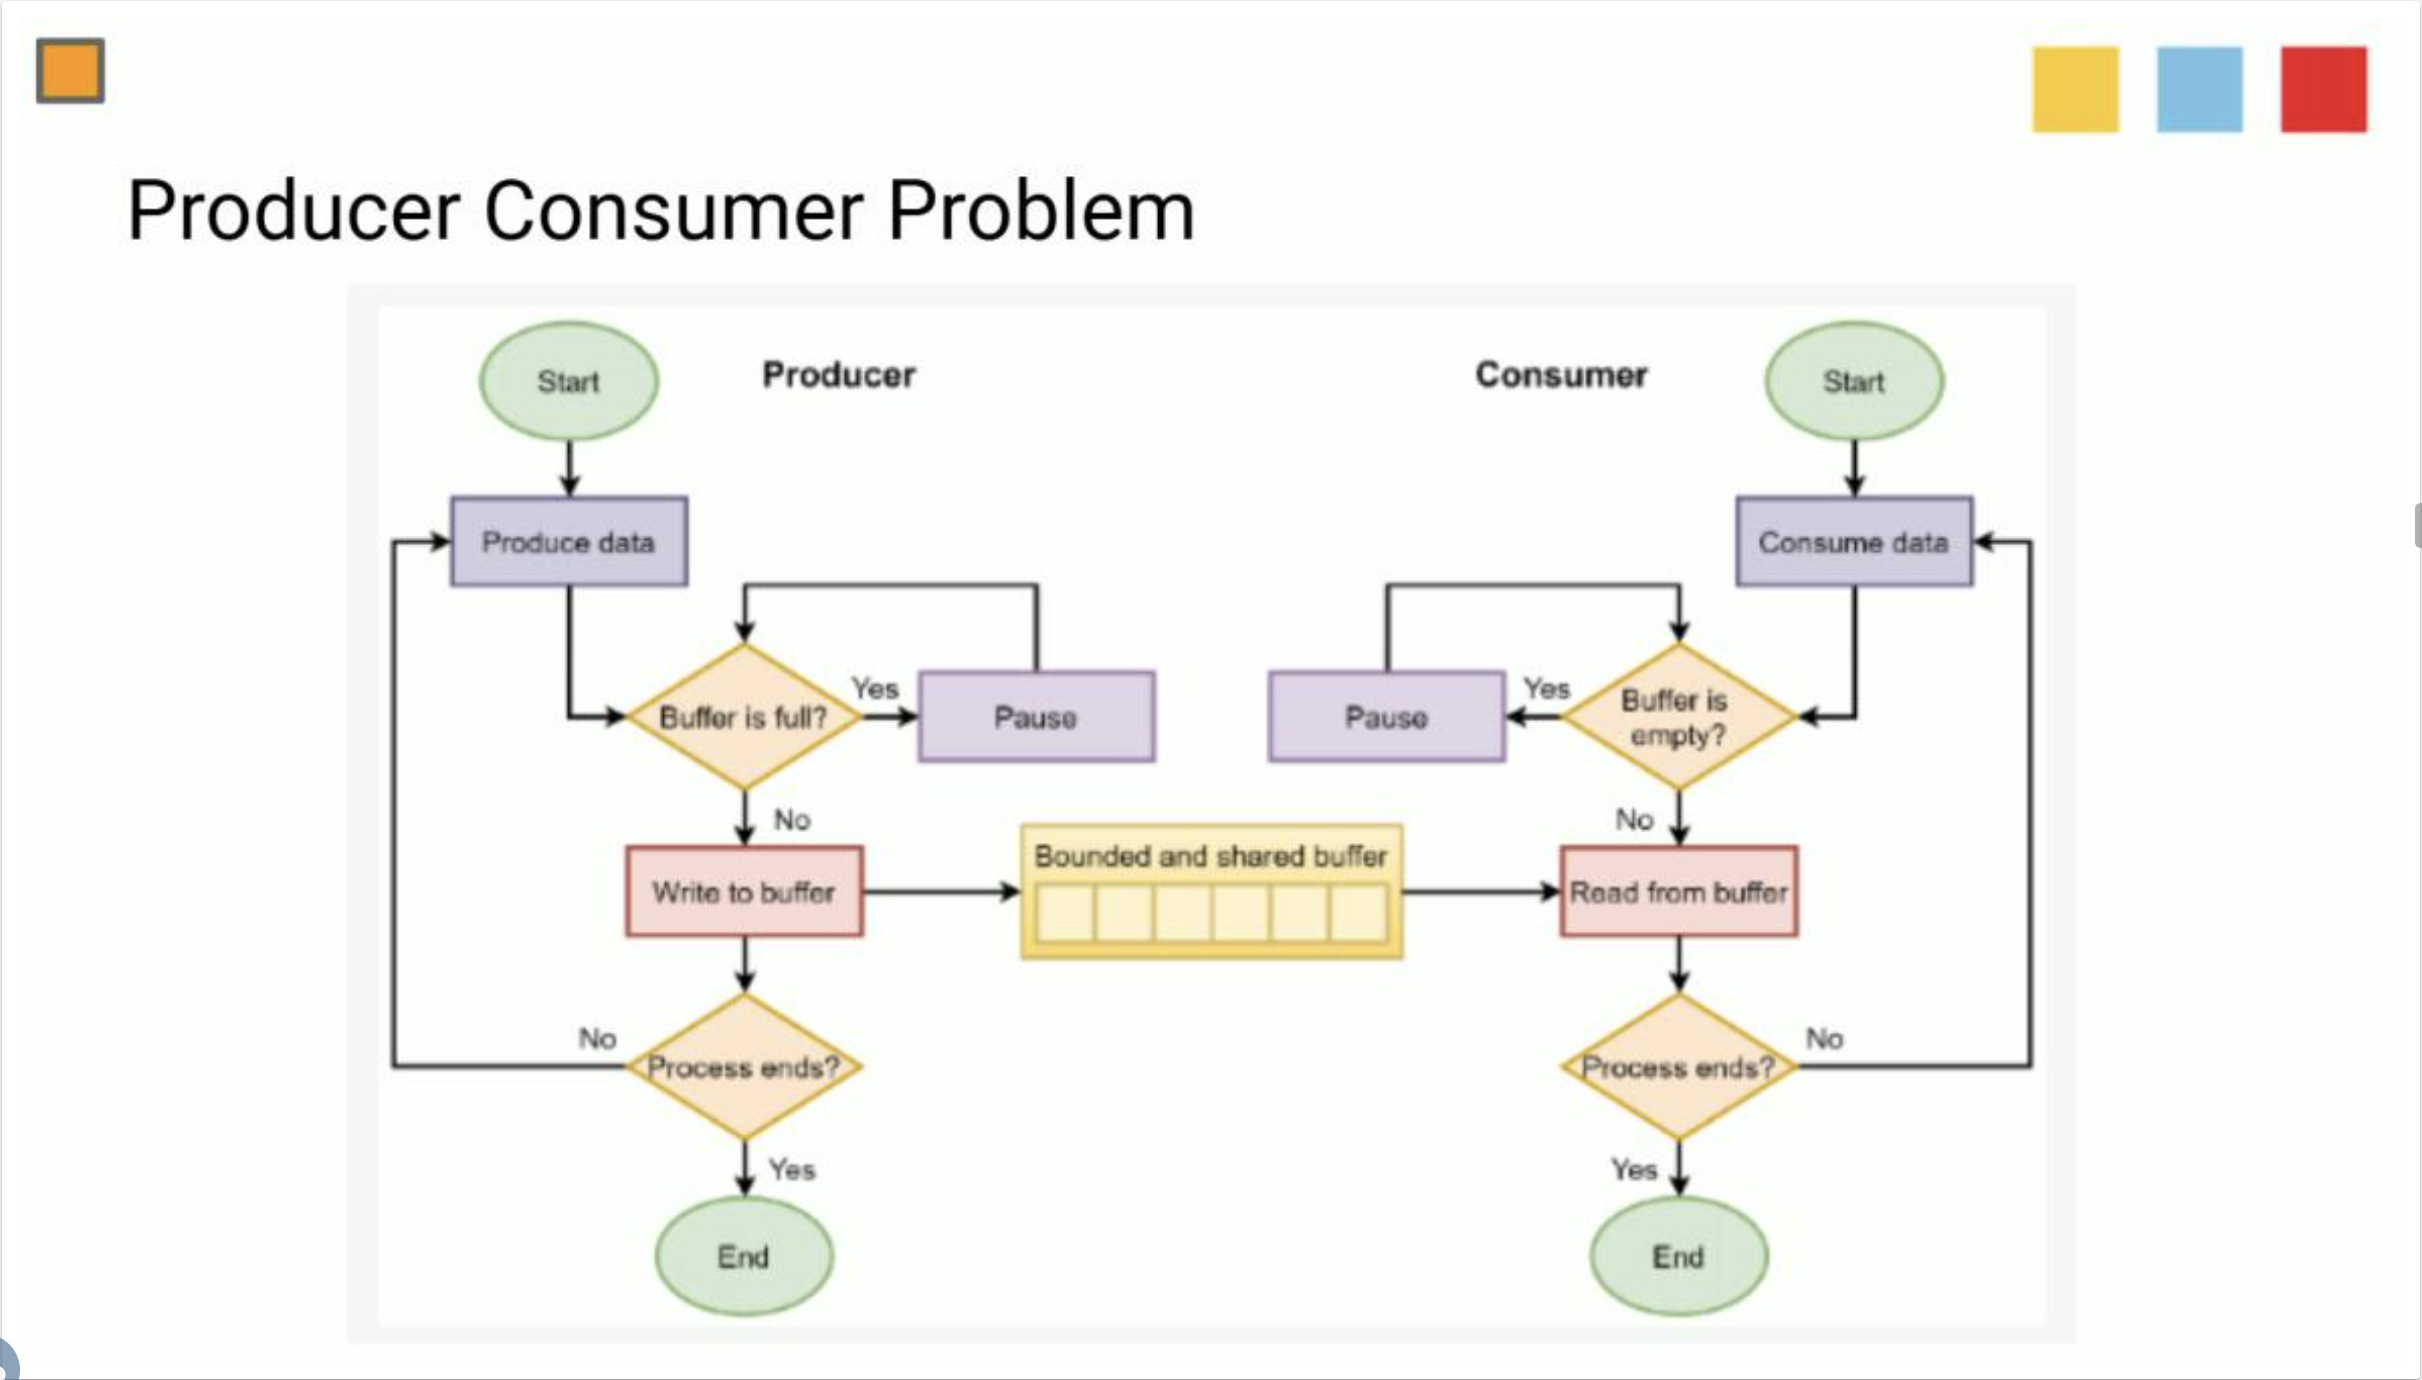 Producer Consumer Problem
Start
Producer
Consumer
Start
Produce data
Consume data
Buffer is full?
Yes
Pause
Pause
Yes
Buffer is
empty?
No
No
Write to buffer
Bounded and shared buffer
Read from buffer
No
Process ends?
Process ends?
No
Yes
Yes
End
End